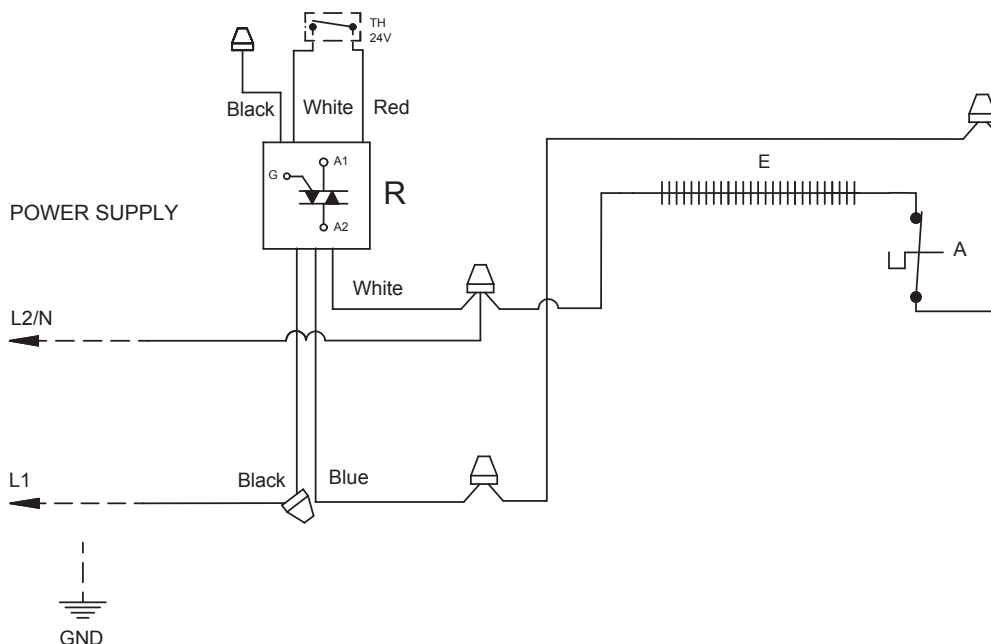 TH
24V
Black
White
Red
A1
G
R
A2
E
POWER SUPPLY
A
White
L2/N
L1
Black
Blue
GND